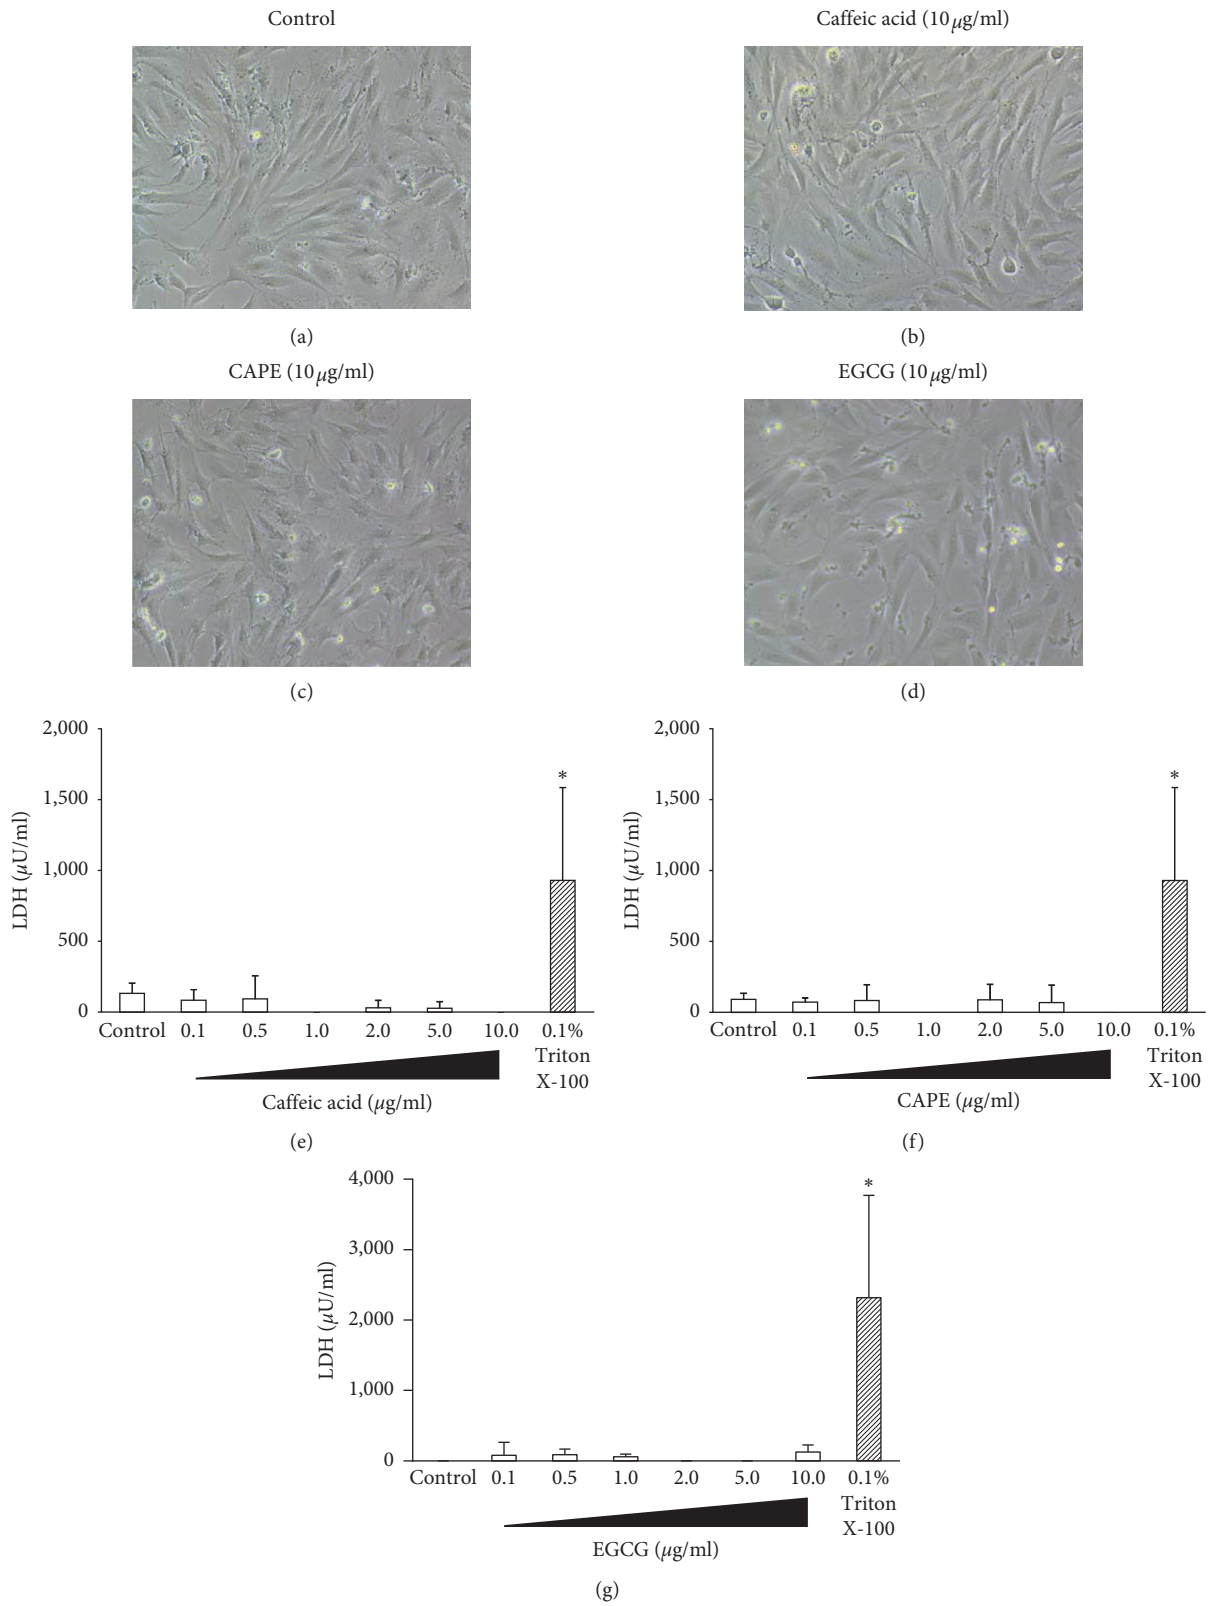 Control
Caffeic acid (10 μg/ml)
(a)
(b)
CAPE (10 μg/ml)
EGCG (10 μg/ml)
(c)
(d)
2,000
1,500
1,000
500
0
LDH (μU/ml)
*
Control 0.1 0.5 1.0 2.0 5.0 10.0 0.1%
Triton
X-100
Caffeic acid (μg/ml)
(e)
2,000
1,500
1,000
500
0
LDH (μU/ml)
*
Control 0.1 0.5 1.0 2.0 5.0 10.0 0.1%
Triton
X-100
CAPE (μg/ml)
(f)
4,000
3,000
2,000
1,000
0
LDH (μU/ml)
*
Control 0.1 0.5 1.0 2.0 5.0 10.0 0.1%
Triton
X-100
EGCG (μg/ml)
(g)